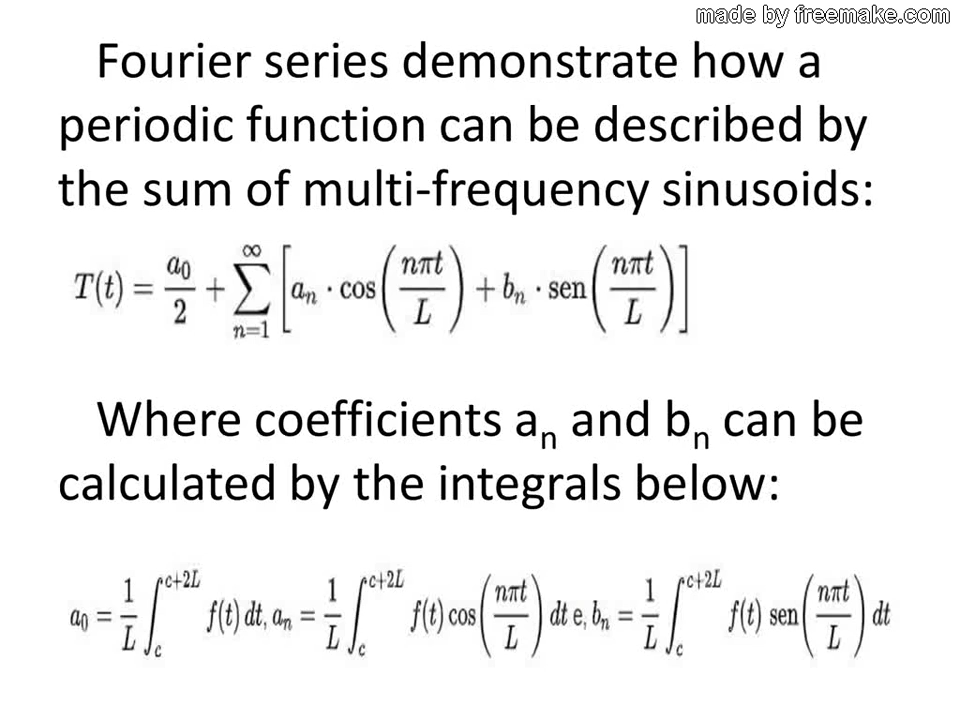 made by freemake.com
Fourier series demonstrate how a
periodic function can be described by
the sum of multi-frequency sinusoids:
T(t) = a₀/2 + ∑_{n=1}^{∞} [aₙ · cos(nπt/L) + bₙ · sen(nπt/L)]
Where coefficients aₙ and bₙ can be
calculated by the integrals below:
a₀ = 1/L ∫_c^{c+2L} f(t) dt, aₙ = 1/L ∫_c^{c+2L} f(t) cos(nπt/L) dt e, bₙ = 1/L ∫_c^{c+2L} f(t) sen(nπt/L) dt